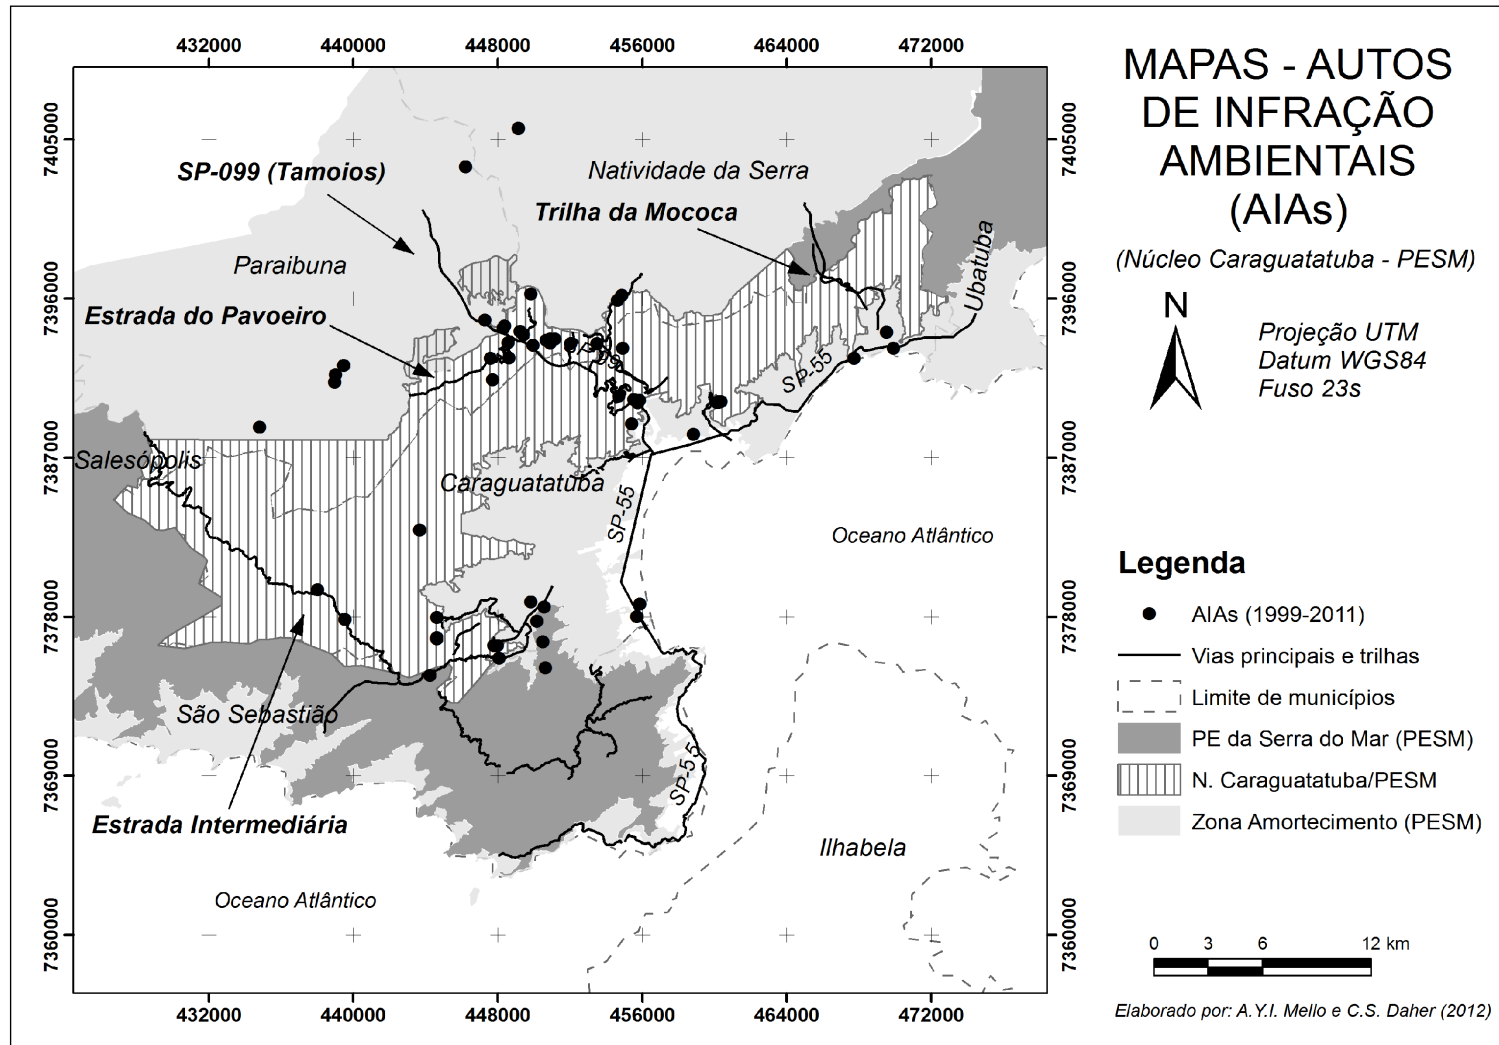 432000 440000 448000 456000 464000 472000
MAPAS - AUTOS
DE INFRAÇÃO
AMBIENTAIS
(AIAs)
(Núcleo Caraguatatuba - PESM)
N
Projeção UTM
Datum WGS84
Fuso 23s
7405000
7396000
7387000
7378000
7369000
7360000
SP-099 (Tamoios)
Natividade da Serra
Trilha da Mococa
Paraibuna
Ubatuba
Estrada do Pavoeiro
SP-99
SP-55
Salesópolis
Caraguatatuba
SP-55
Oceano Atlântico
São Sebastião
SP-55
Estrada Intermediária
Ilhabela
Oceano Atlântico
7405000
7396000
7387000
7378000
7369000
7360000
432000 440000 448000 456000 464000 472000
Legenda
AIAs (1999-2011)
Vias principais e trilhas
Limite de municípios
PE da Serra do Mar (PESM)
N. Caraguatatuba/PESM
Zona Amortecimento (PESM)
0 3 6 12 km
Elaborado por: A.Y.I. Mello e C.S. Daher (2012)